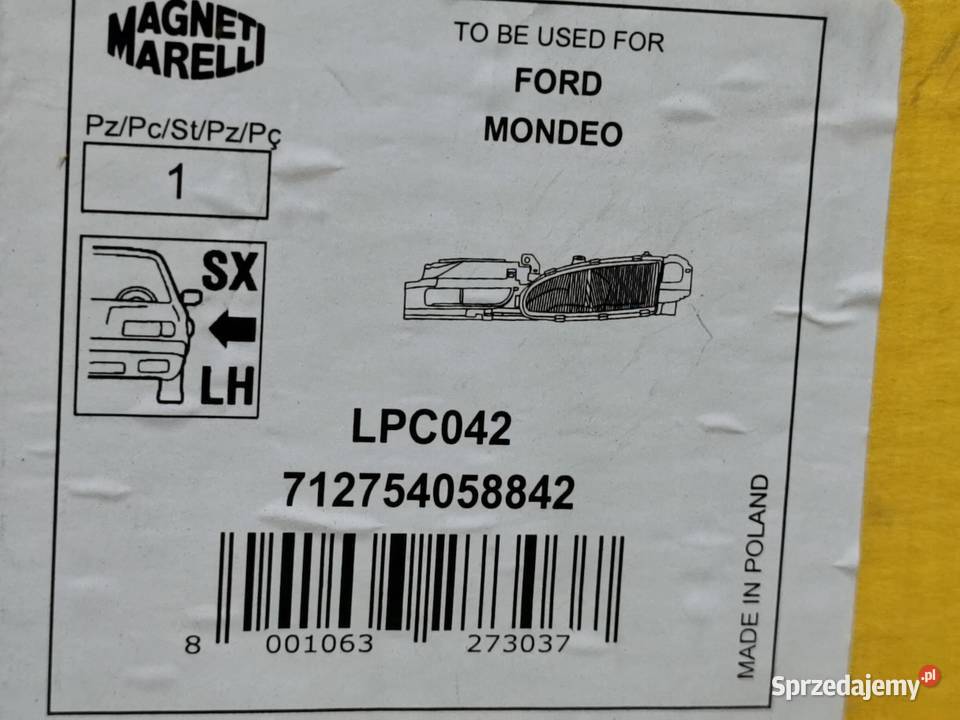 MAGNETI
MARELLI
TO BE USED FOR
FORD
MONDEO
Pz/Pc/St/Pz/Pç
1
SX
LH
LPC042
712754058842
8 001063 273037
MADE IN POLAND
Sprzedajemy.pl